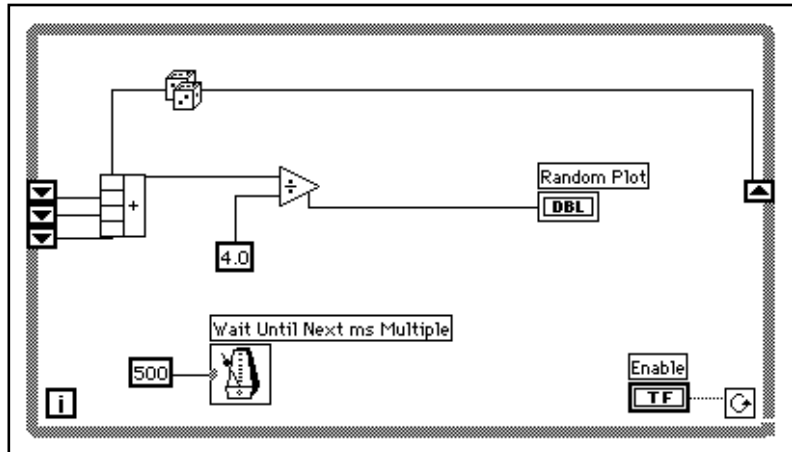 +
÷
Random Plot
DBL
4.0
Wait Until Next ms Multiple
500
Enable
TF
i